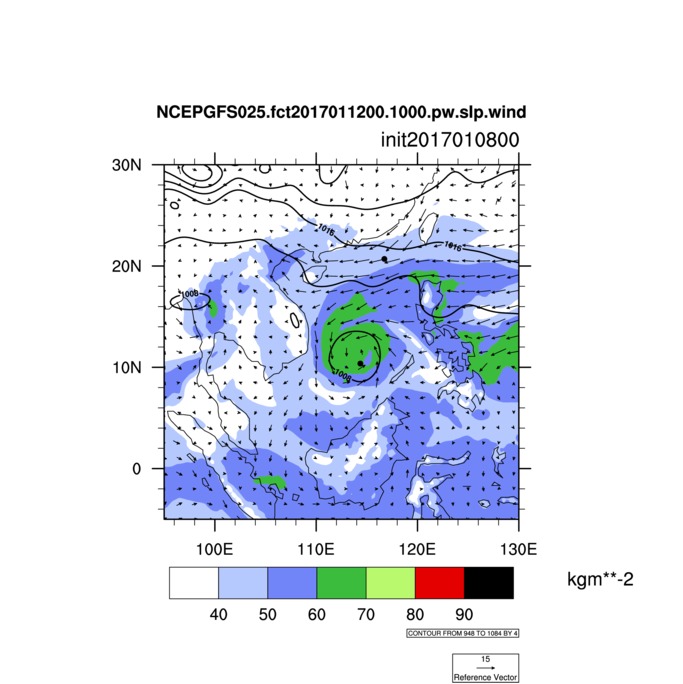 NCEPGFS025.fct2017011200.1000.pw.slp.wind
init2017010800
30N
1016
1016
20N
1008
10N
1008
0
100E 110E 120E 130E
kgm**-2
40 50 60 70 80 90
CONTOUR FROM 948 TO 1084 BY 4
15
Reference Vector